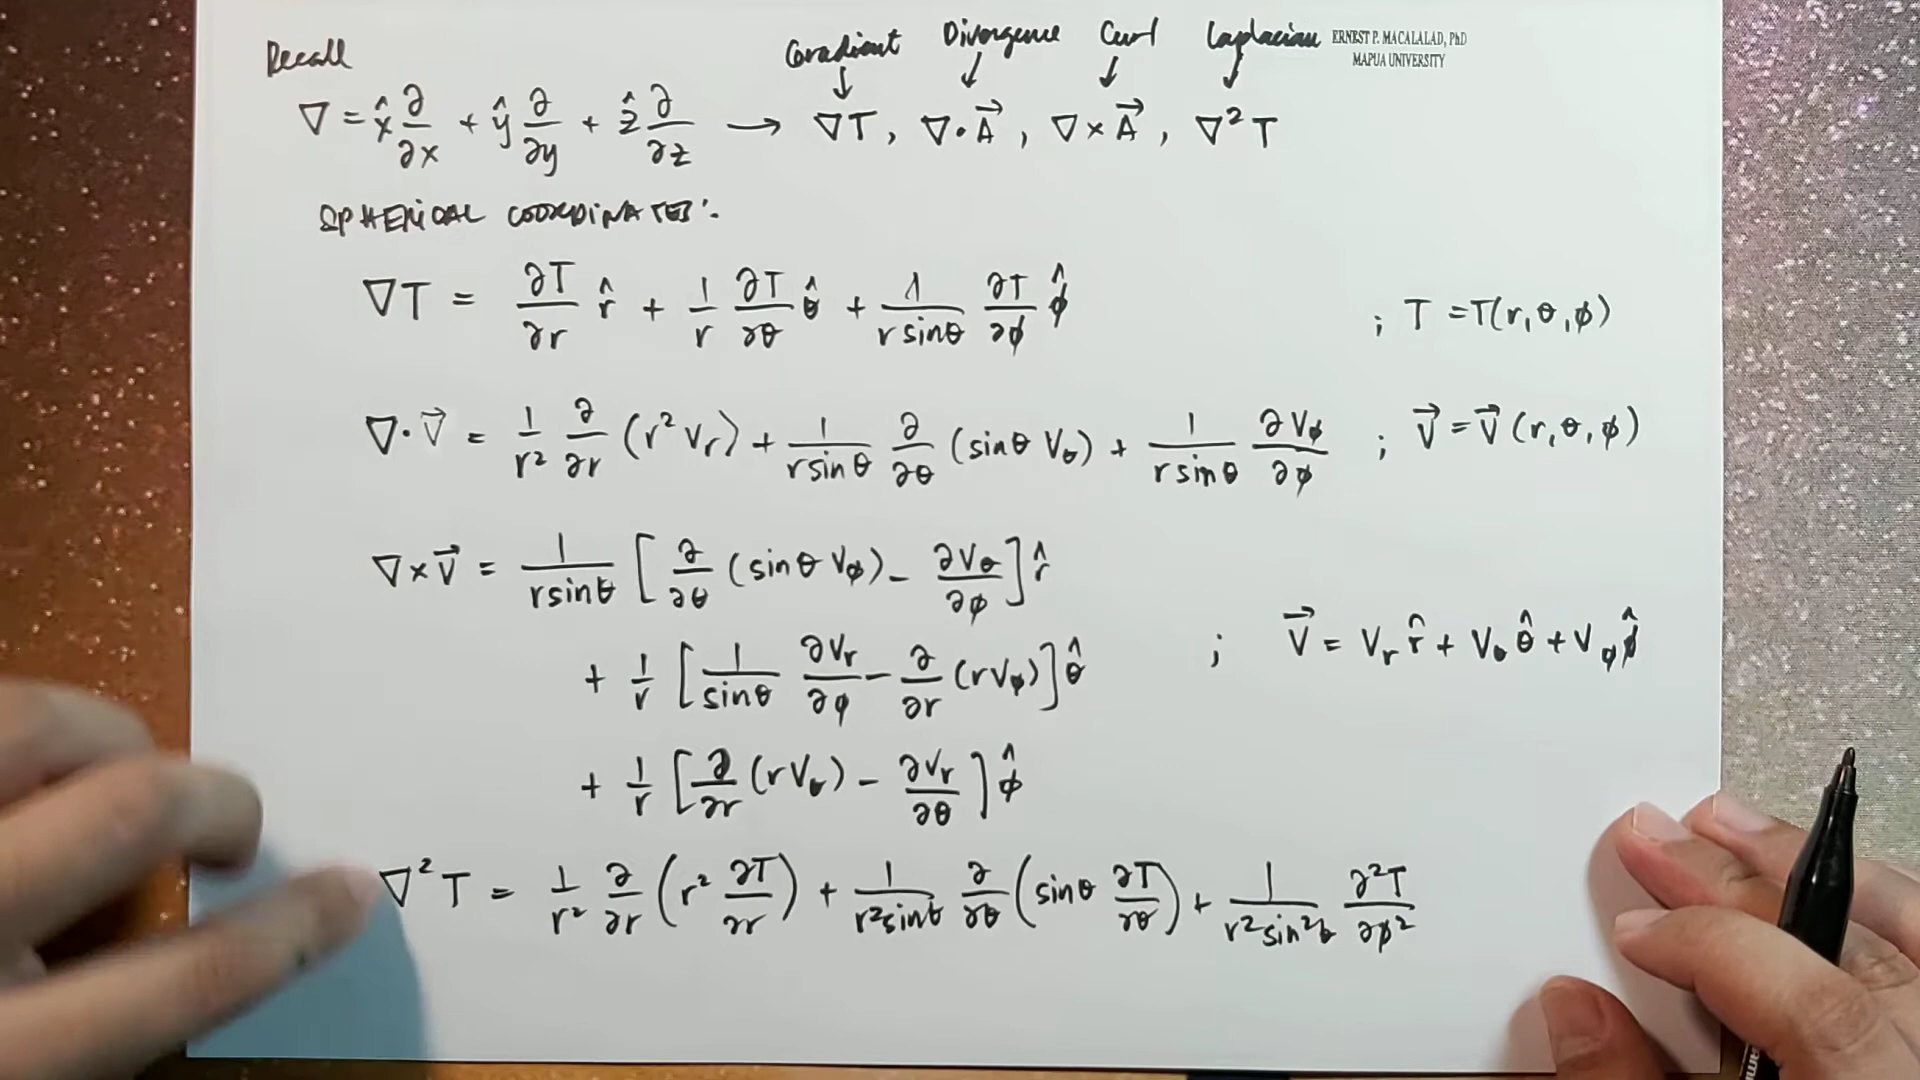 Recall
Gradient Divergence Curl Laplacian
ERNEST P. MACALALAD, PhD
MAPUA UNIVERSITY
∇ = x̂ ∂/∂x + ŷ ∂/∂y + ẑ ∂/∂z → ∇T, ∇·A⃗, ∇×A⃗, ∇²T
SPHERICAL COORDINATES:
∇T = ∂T/∂r r̂ + 1/r ∂T/∂θ θ̂ + 1/(r sinθ) ∂T/∂ϕ ϕ̂ ; T = T(r,θ,ϕ)
∇·V⃗ = 1/r² ∂/∂r (r² Vr) + 1/(r sinθ) ∂/∂θ (sinθ Vθ) + 1/(r sinθ) ∂Vϕ/∂ϕ ; V⃗ = V⃗(r,θ,ϕ)
∇×V⃗ = 1/(r sinθ) [∂/∂θ (sinθ Vϕ) - ∂Vθ/∂ϕ] r̂
+ 1/r [1/sinθ ∂Vr/∂ϕ - ∂/∂r (rVϕ)] θ̂ ; V⃗ = Vr r̂ + Vθ θ̂ + Vϕ ϕ̂
+ 1/r [∂/∂r (rVθ) - ∂Vr/∂θ] ϕ̂
∇²T = 1/r² ∂/∂r (r² ∂T/∂r) + 1/(r² sinθ) ∂/∂θ (sinθ ∂T/∂θ) + 1/(r² sin²θ) ∂²T/∂ϕ²